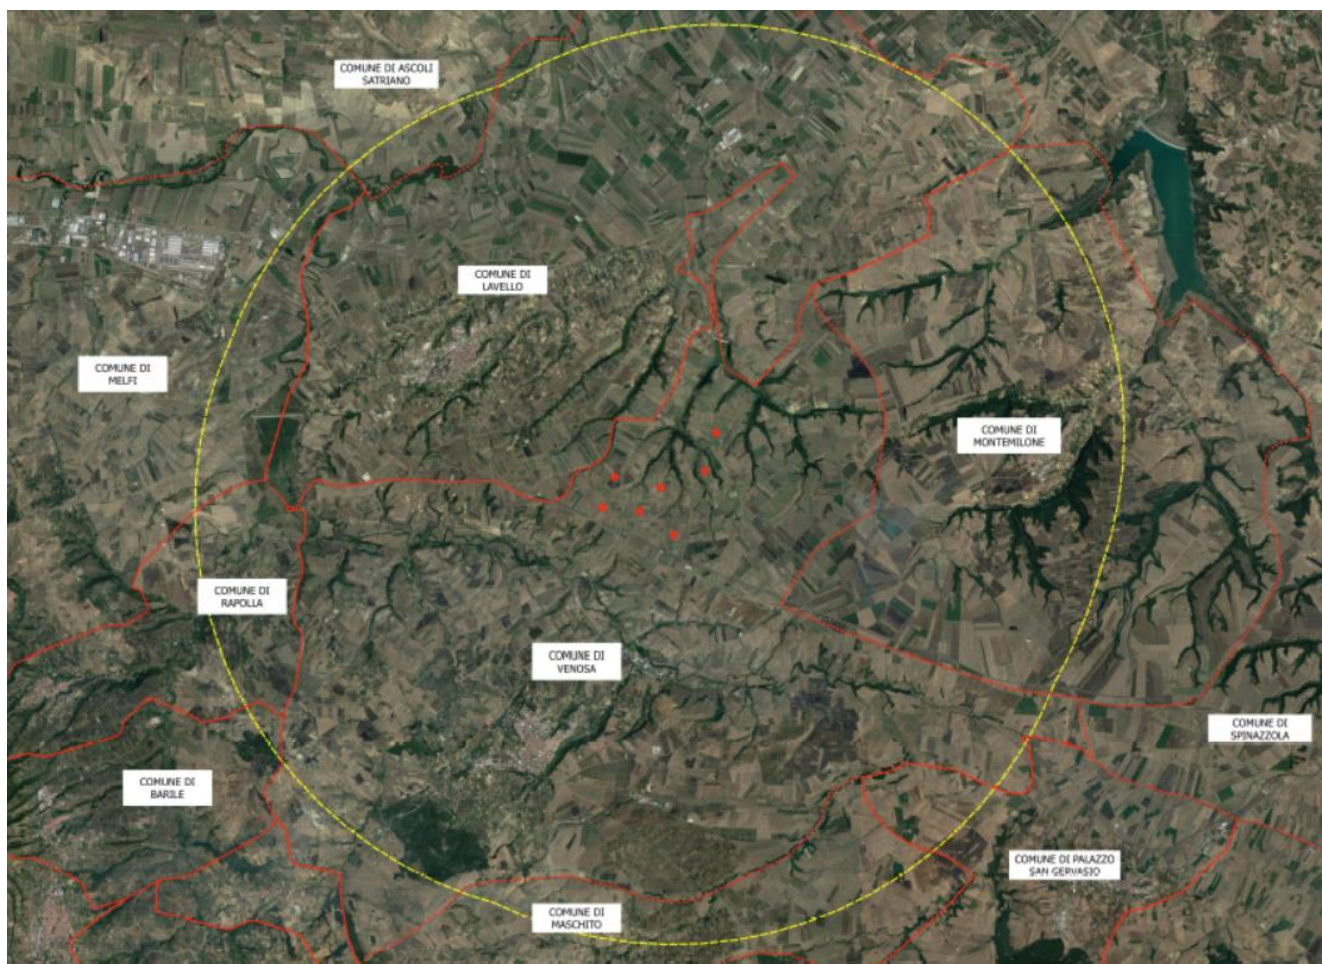 COMUNE DI ASCOLI
SATRIANO
COMUNE DI
LAVELLO
COMUNE DI
MELFI
COMUNE DI
MONTEMILONE
COMUNE DI
RAPOLLA
COMUNE DI
VENOSA
COMUNE DI
SPINAZZOLA
COMUNE DI
BARILE
COMUNE DI PALAZZO
SAN GERVASIO
COMUNE DI
MASCHITO